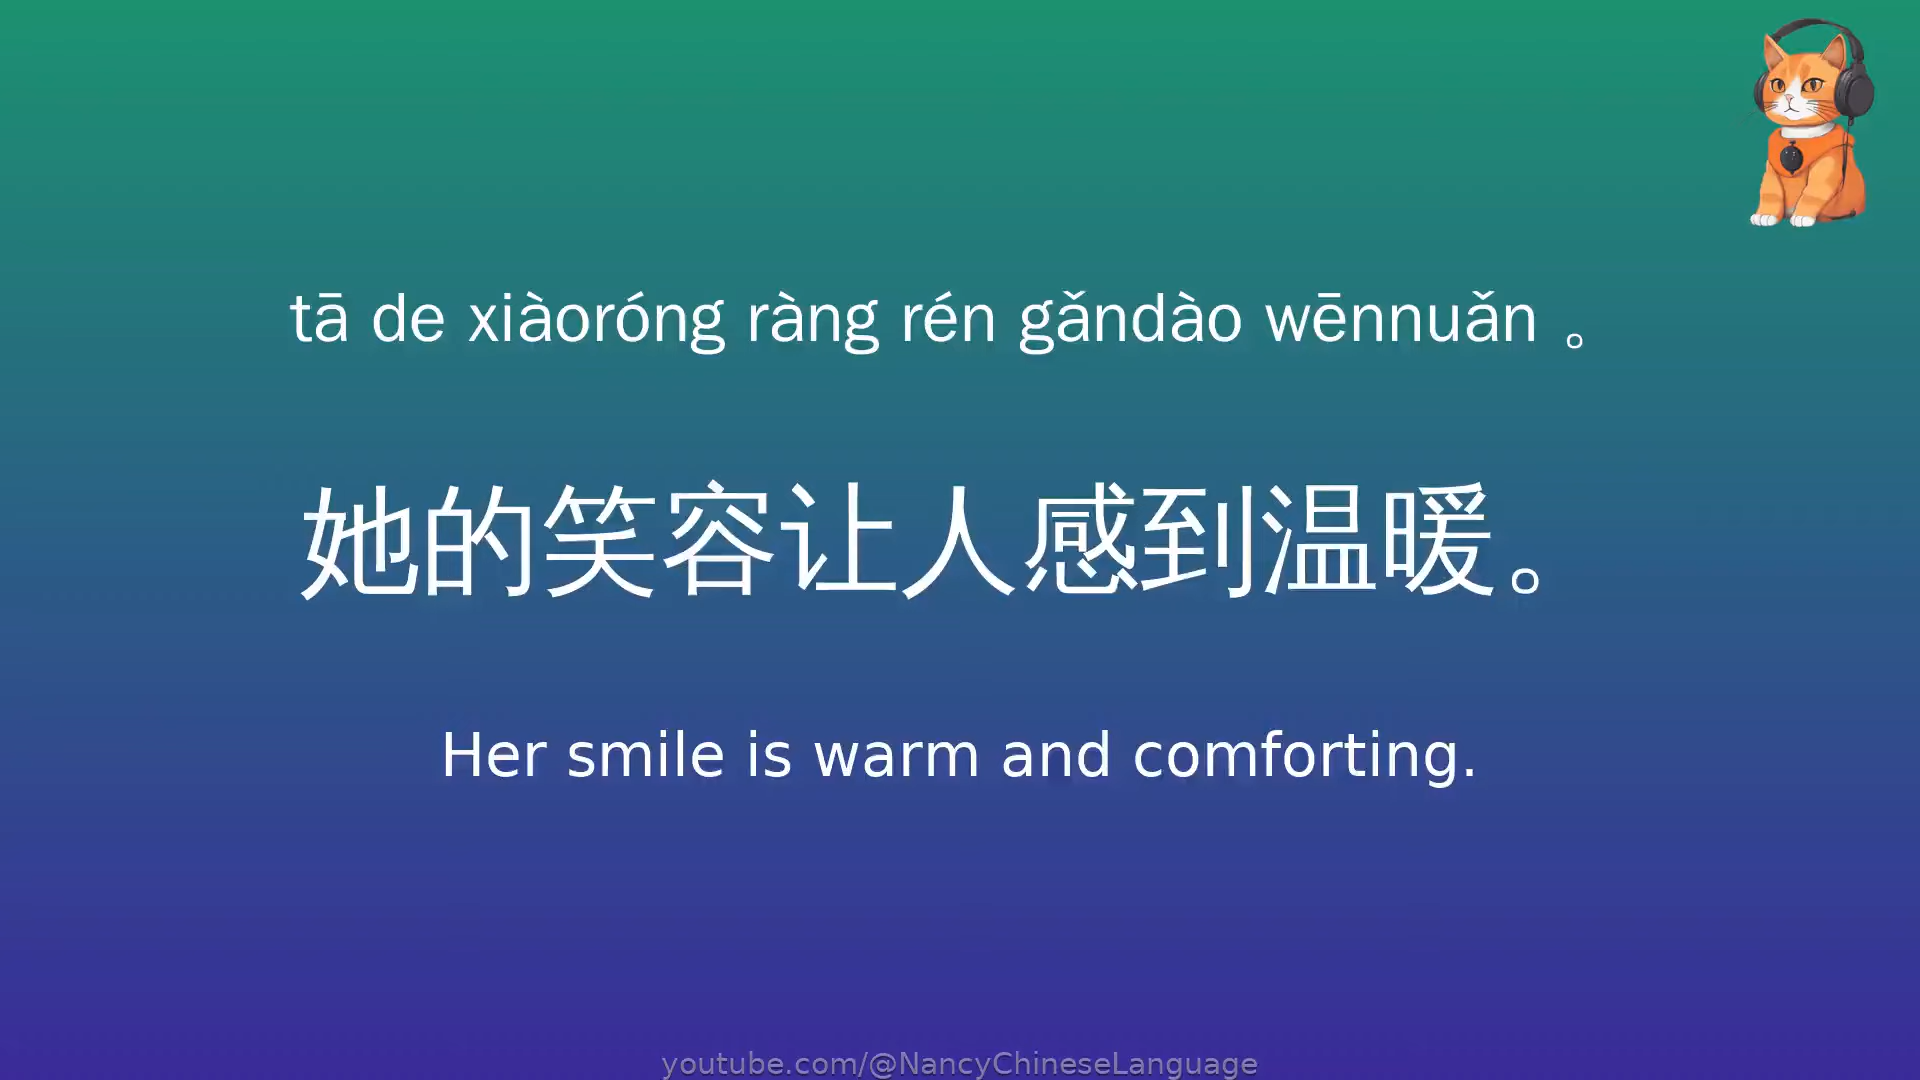 tā de xiàoróng ràng rén gǎndào wēnnuǎn 。
她的笑容让人感到温暖。
Her smile is warm and comforting.
youtube.com/@NancyChineseLanguage